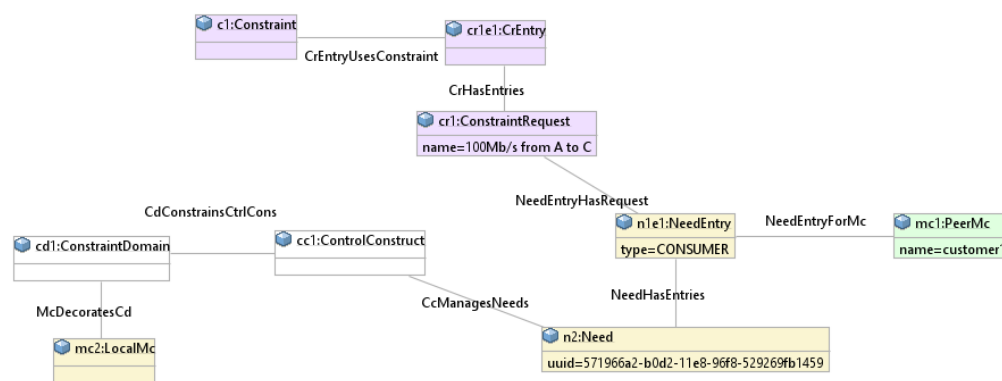 c1:Constraint
cr1e1:CrEntry
CrEntryUsesConstraint
CrHasEntries
cr1:ConstraintRequest
name=100Mb/s from A to C
NeedEntryHasRequest
CdConstrainsCtrlCons
n1e1:NeedEntry
type=CONSUMER
NeedEntryForMc
mc1:PeerMc
name=customer1
cd1:ConstraintDomain
cc1:ControlConstruct
NeedHasEntries
CcManagesNeeds
McDecoratesCd
n2:Need
uuid=571966a2-b0d2-11e8-96f8-529269fb1459
mc2:LocalMc